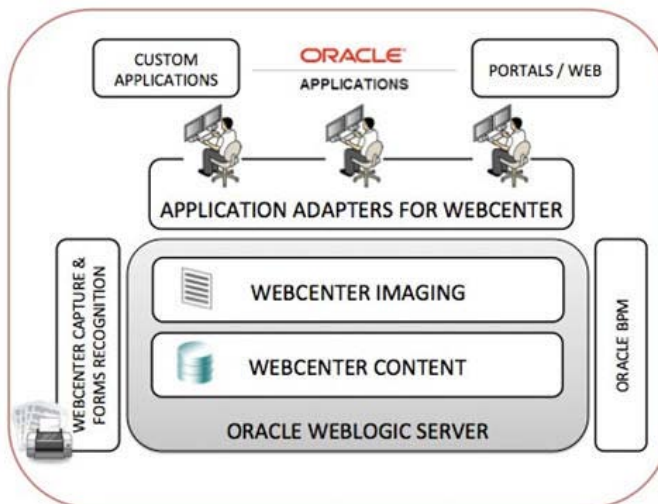 CUSTOM
APPLICATIONS
ORACLE
APPLICATIONS
PORTALS / WEB
APPLICATION ADAPTERS FOR WEBCENTER
WEBCENTER CAPTURE &
FORMS RECOGNITION
WEBCENTER IMAGING
WEBCENTER CONTENT
ORACLE WEBLOGIC SERVER
ORACLE BPM